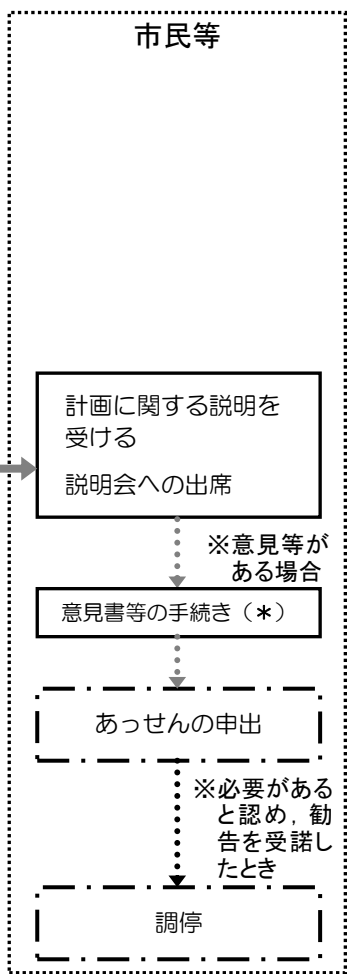 市民等
計画に関する説明を
受ける
説明会への出席
※意見等が
ある場合
意見書等の手続き（＊）
あっせんの申出
※必要がある
と認め，勧
告を受諾し
たとき
調停